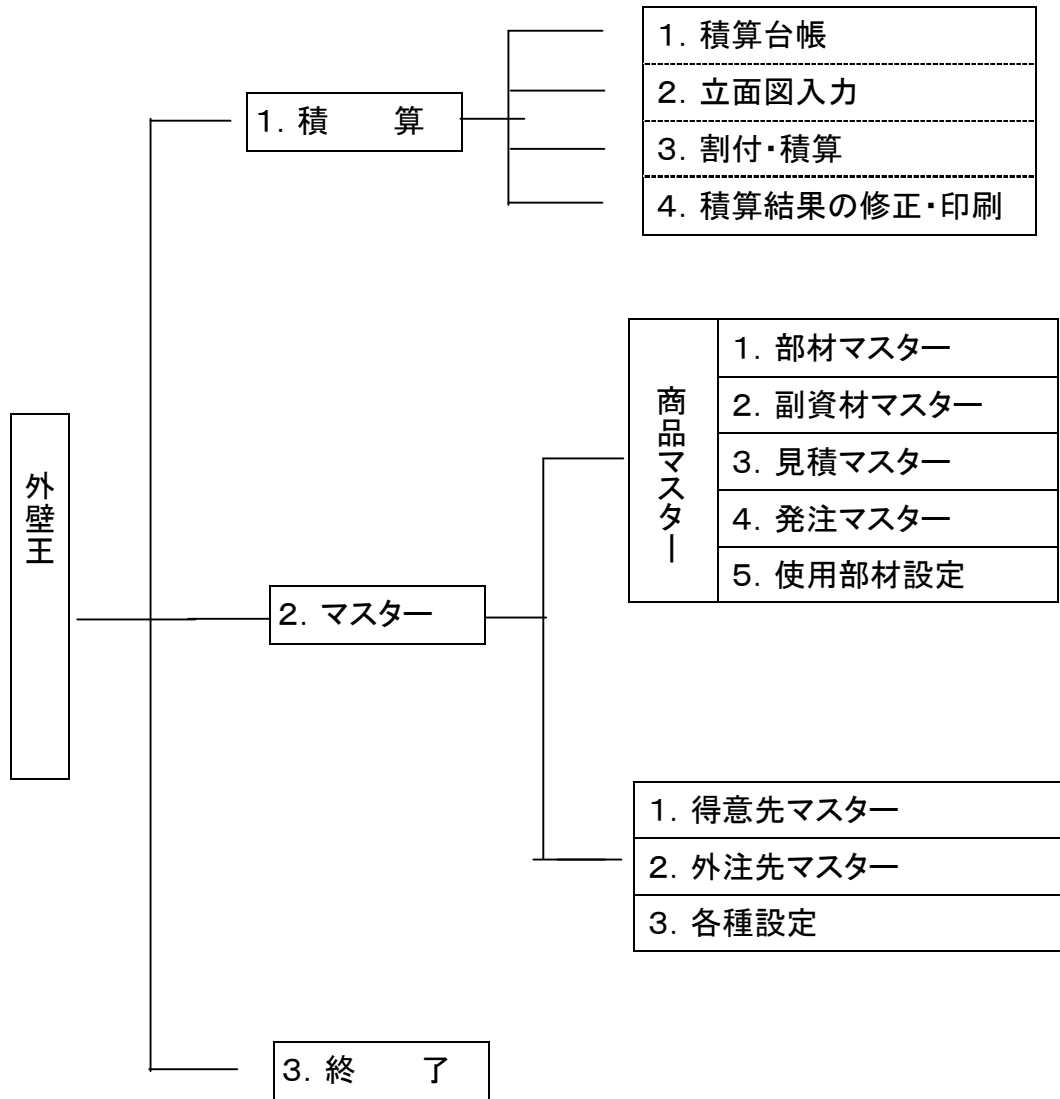 1. 積　　算
1. 積算台帳
2. 立面図入力
3. 割付・積算
4. 積算結果の修正・印刷
外壁王
2. マスター
商品マスター
1. 部材マスター
2. 副資材マスター
3. 見積マスター
4. 発注マスター
5. 使用部材設定
1. 得意先マスター
2. 外注先マスター
3. 各種設定
3. 終　　了